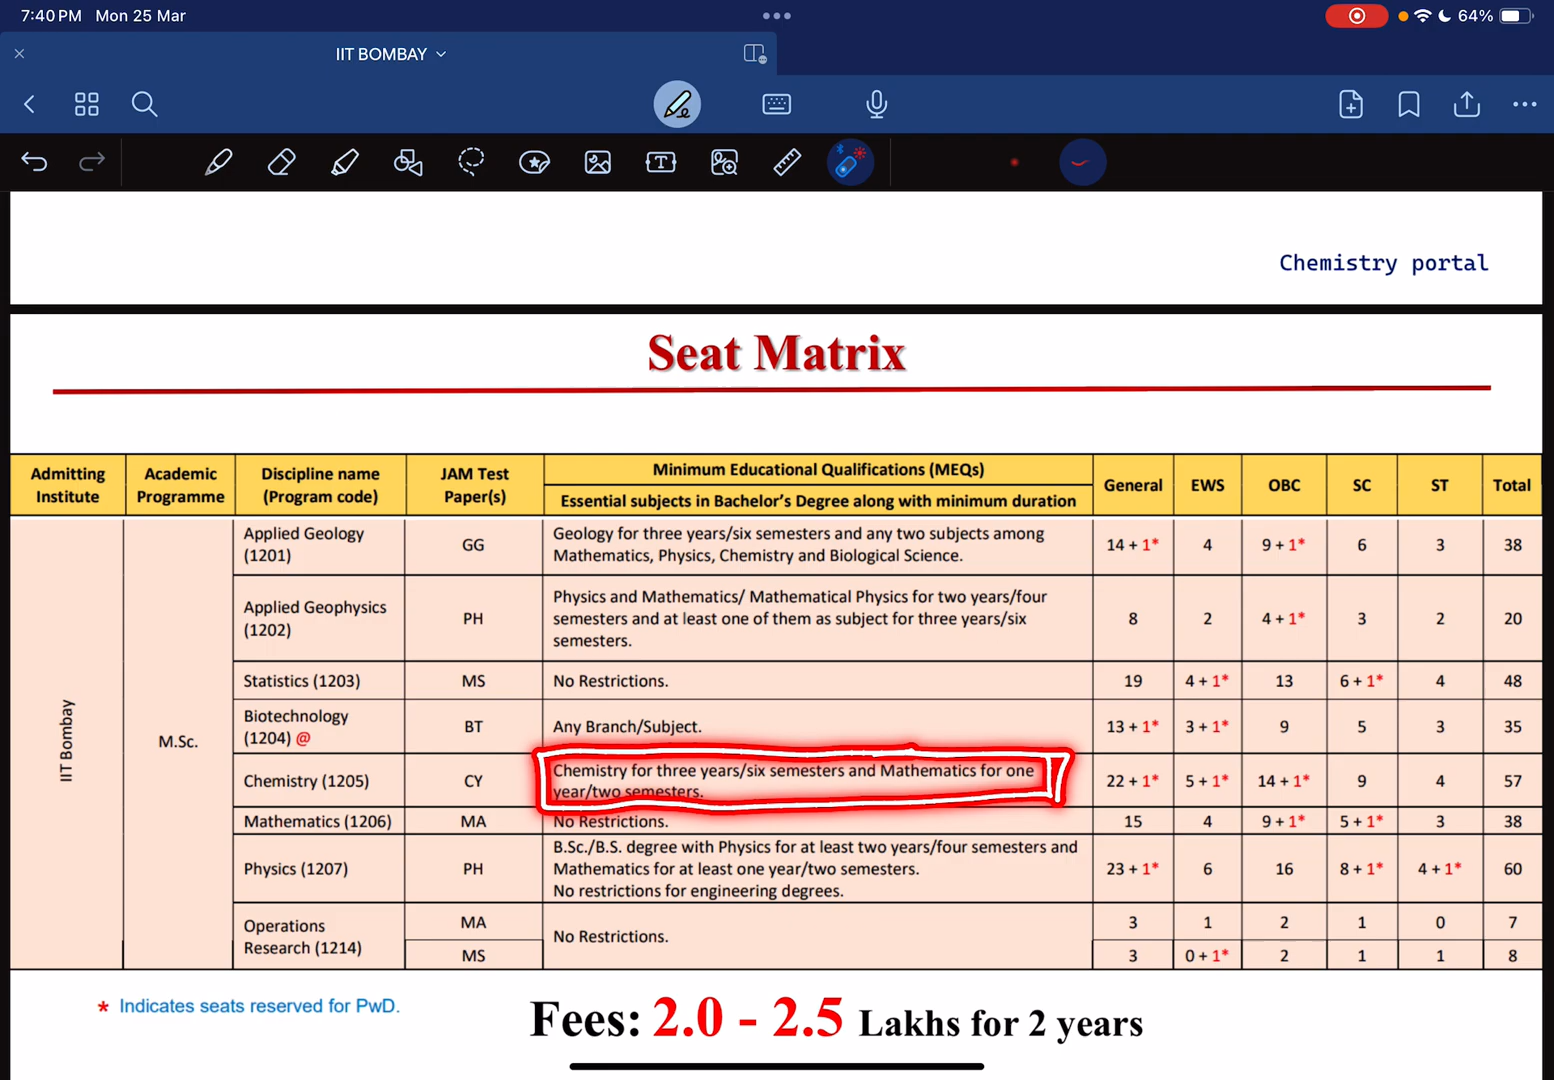 7:40 PM Mon 25 Mar
64%
IIT BOMBAY
Chemistry portal
Seat Matrix
Admitting Institute Academic Programme Discipline name (Program code) JAM Test Paper(s) Minimum Educational Qualifications (MEQs) General EWS OBC SC ST Total
Essential subjects in Bachelor's Degree along with minimum duration
IIT Bombay
M.Sc.
Applied Geology (1201) GG Geology for three years/six semesters and any two subjects among 14 + 1* 4 9 + 1* 6 3 38
Mathematics, Physics, Chemistry and Biological Science.
Applied Geophysics (1202) PH Physics and Mathematics/ Mathematical Physics for two years/four 8 2 4 + 1* 3 2 20
semesters and at least one of them as subject for three years/six
semesters.
Statistics (1203) MS No Restrictions. 19 4 + 1* 13 6 + 1* 4 48
Biotechnology (1204) @ BT Any Branch/Subject. 13 + 1* 3 + 1* 9 5 3 35
Chemistry (1205) CY Chemistry for three years/six semesters and Mathematics for one 22 + 1* 5 + 1* 14 + 1* 9 4 57
year/two semesters.
Mathematics (1206) MA No Restrictions. 15 4 9 + 1* 5 + 1* 3 38
Physics (1207) PH B.Sc./B.S. degree with Physics for at least two years/four semesters and 23 + 1* 6 16 8 + 1* 4 + 1* 60
Mathematics for at least one year/two semesters.
No restrictions for engineering degrees.
Operations Research (1214) MA No Restrictions. 3 1 2 1 0 7
MS 3 0 + 1* 2 1 1 8
* Indicates seats reserved for PwD.
Fees: 2.0 - 2.5 Lakhs for 2 years